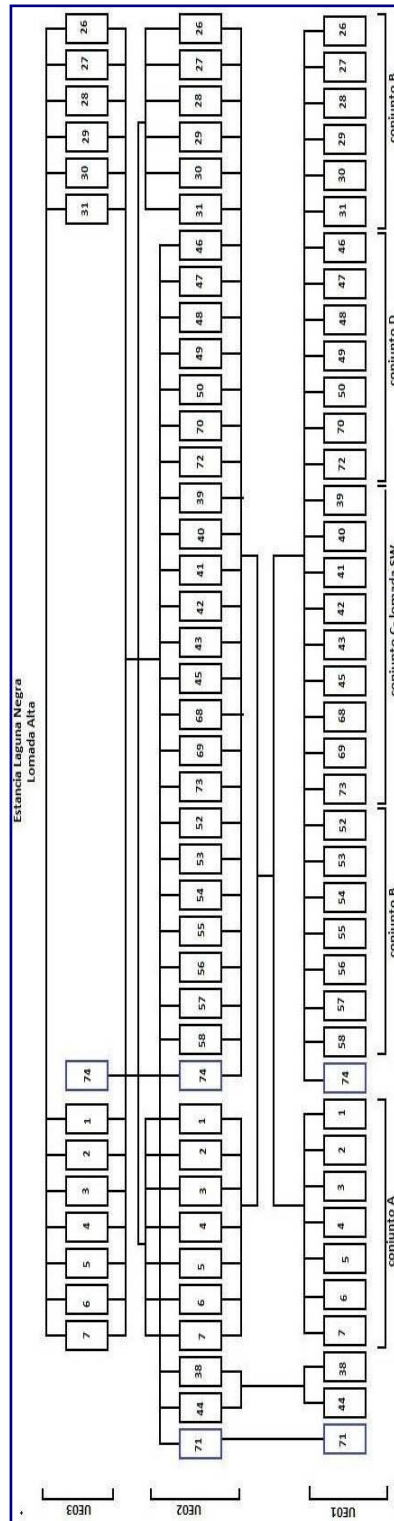 Estancia Laguna Negra
Lomada Alta
UE03 7 6 5 4 3 2 1 74 31 30 29 28 27 26
UE02 71 44 38 7 6 5 4 3 2 1 74 58 57 56 55 54 53 52 73 69 68 45 43 42 41 40 39 72 70 50 49 48 47 46 31 30 29 28 27 26
UE01 71 44 38 7 6 5 4 3 2 1 74 58 57 56 55 54 53 52 73 69 68 45 43 42 41 40 39 72 70 50 49 48 47 46 31 30 29 28 27 26
conjunto A conjunto B conjunto C- lomada SW conjunto D conjunto